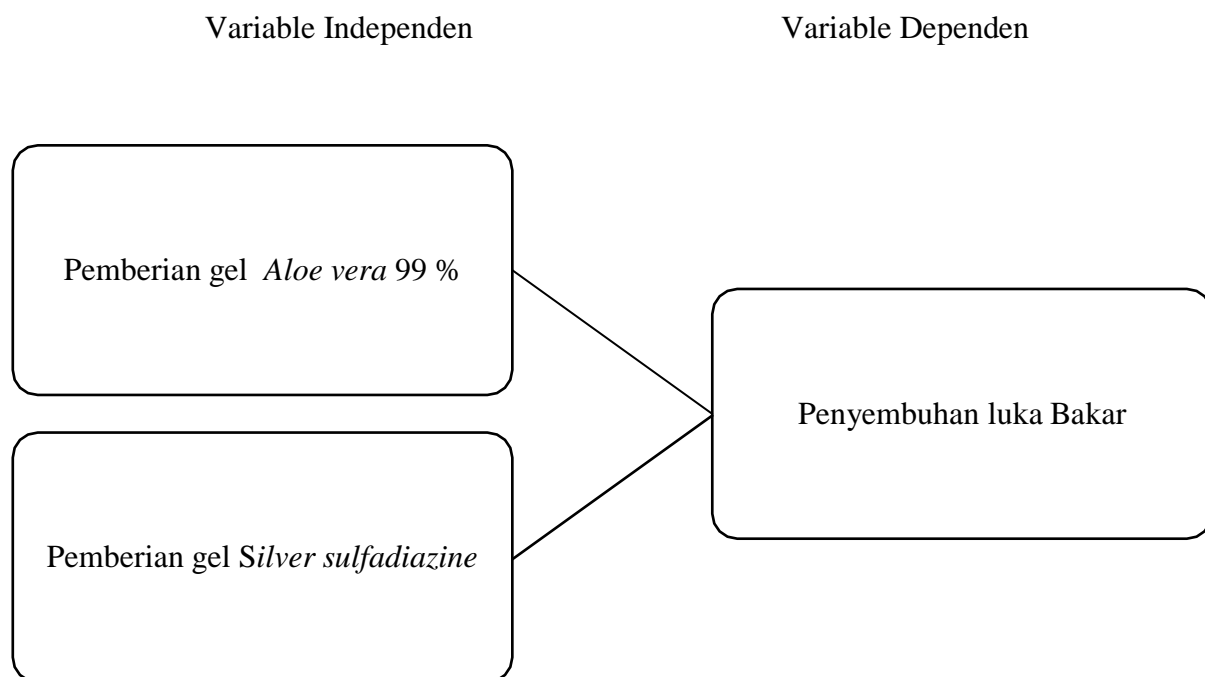 Variable Independen
Variable Dependen
Pemberian gel Aloe vera 99 %
Penyembuhan luka Bakar
Pemberian gel Silver sulfadiazine